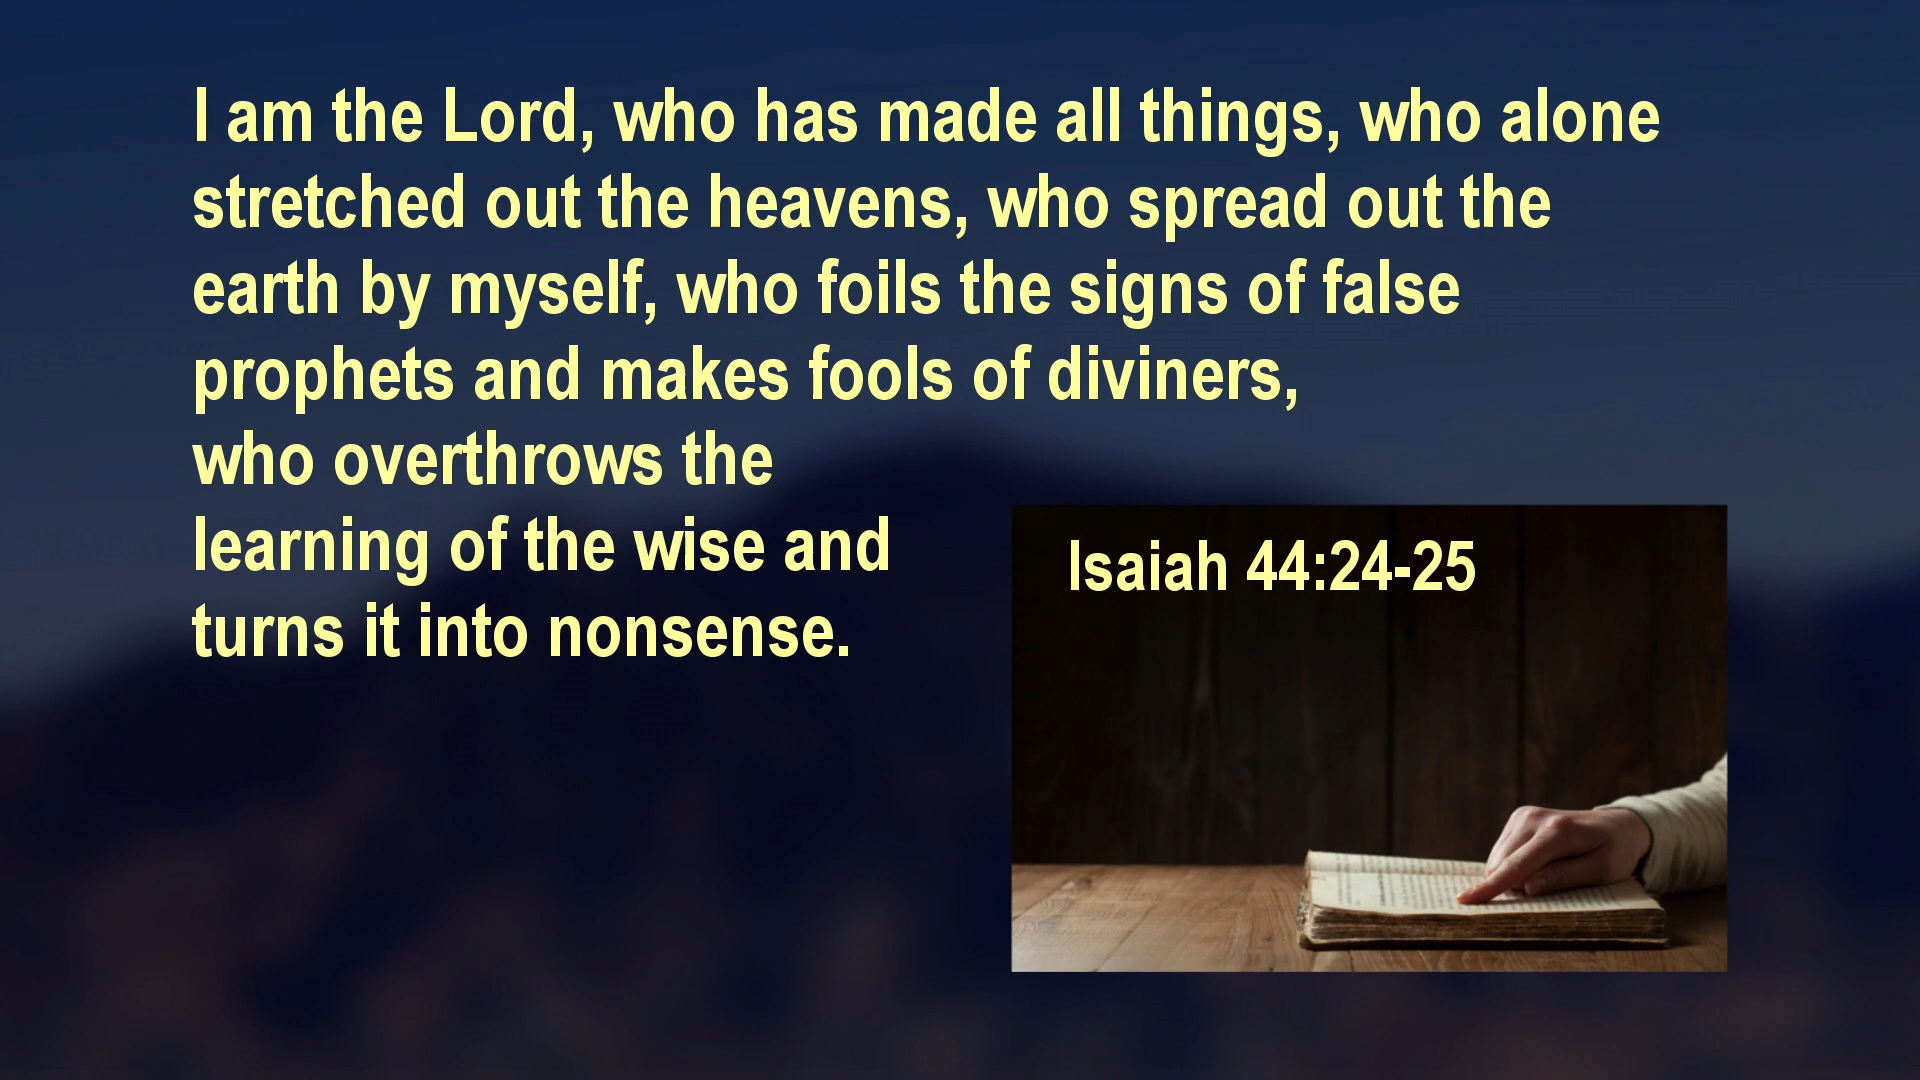 I am the Lord, who has made all things, who alone
stretched out the heavens, who spread out the
earth by myself, who foils the signs of false
prophets and makes fools of diviners,
who overthrows the
learning of the wise and
turns it into nonsense.
Isaiah 44:24-25